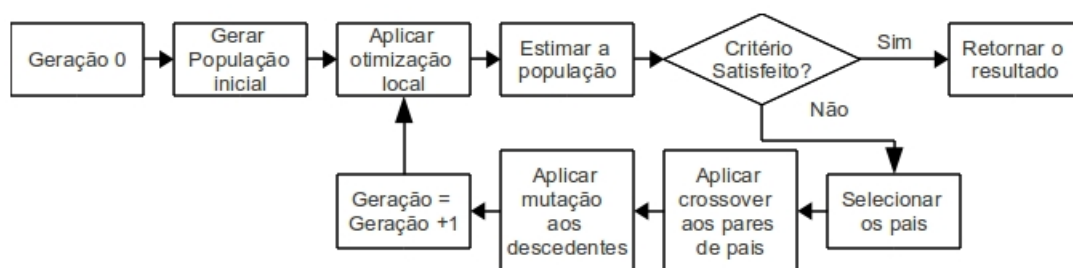 Geração 0
Gerar
População
inicial
Aplicar
otimização
local
Estimar a
população
Critério
Satisfeito?
Sim
Retornar o
resultado
Não
Selecionar
os pais
Aplicar
crossover
aos pares
de pais
Aplicar
mutação
aos
descedentes
Geração =
Geração +1